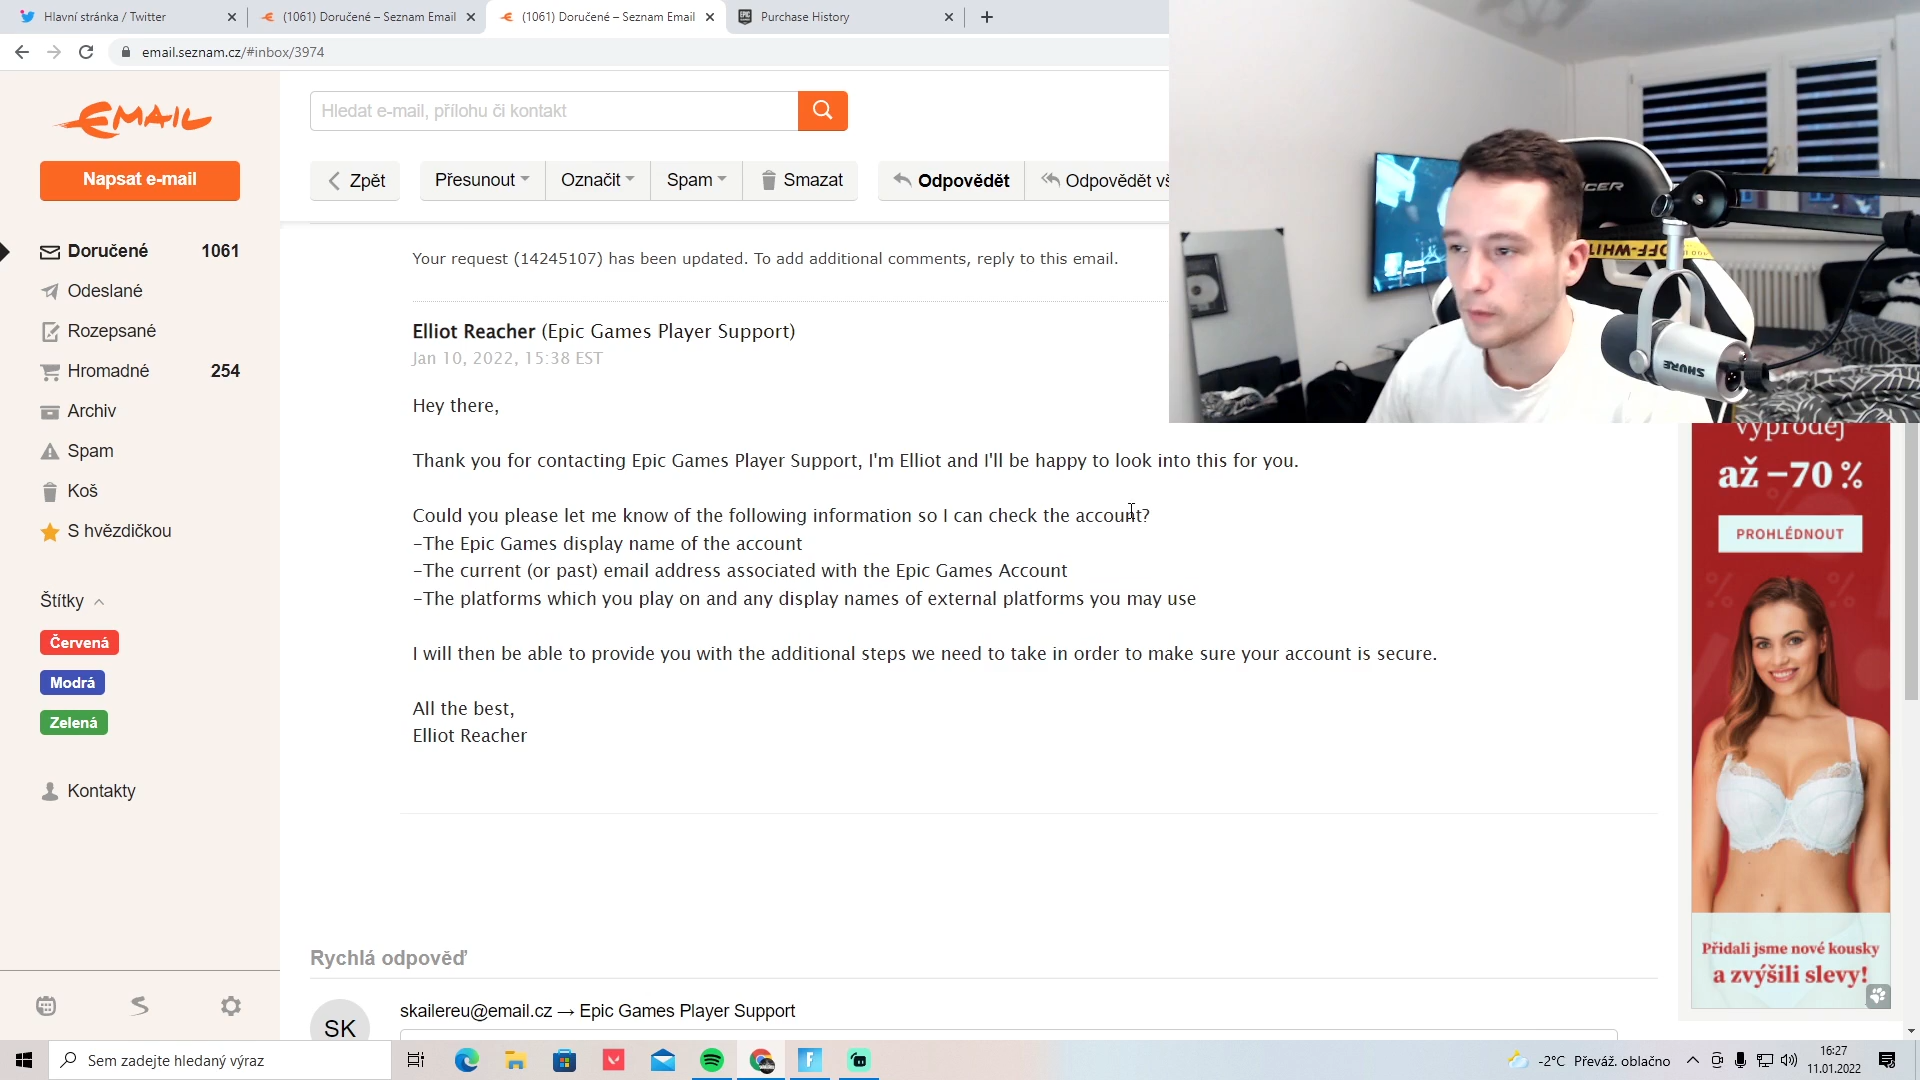 Hlavní stránka / Twitter
(1061) Doručené – Seznam Email
(1061) Doručené – Seznam Email
Purchase History
email.seznam.cz/#inbox/3974
EMAIL
Hledat e-mail, přílohu či kontakt
Napsat e-mail
Zpět
Přesunout
Označit
Spam
Smazat
Odpovědět
Odpovědět vš
Doručené 1061
Odeslané
Rozepsané
Hromadné 254
Archiv
Spam
Koš
S hvězdičkou
Štítky
Červená
Modrá
Zelená
Kontakty
Your request (14245107) has been updated. To add additional comments, reply to this email.
Elliot Reacher (Epic Games Player Support)
Jan 10, 2022, 15:38 EST
Hey there,
Thank you for contacting Epic Games Player Support, I'm Elliot and I'll be happy to look into this for you.
Could you please let me know of the following information so I can check the account?
-The Epic Games display name of the account
-The current (or past) email address associated with the Epic Games Account
-The platforms which you play on and any display names of external platforms you may use
I will then be able to provide you with the additional steps we need to take in order to make sure your account is secure.
All the best,
Elliot Reacher
Rychlá odpověď
SK
skailereu@email.cz → Epic Games Player Support
OFF-WHITE
SHURE
výprodej
až –70 %
PROHLÉDNOUT
Přidali jsme nové kousky
a zvýšili slevy!
Sem zadejte hledaný výraz
-2°C Převáž. oblačno
16:27
11.01.2022